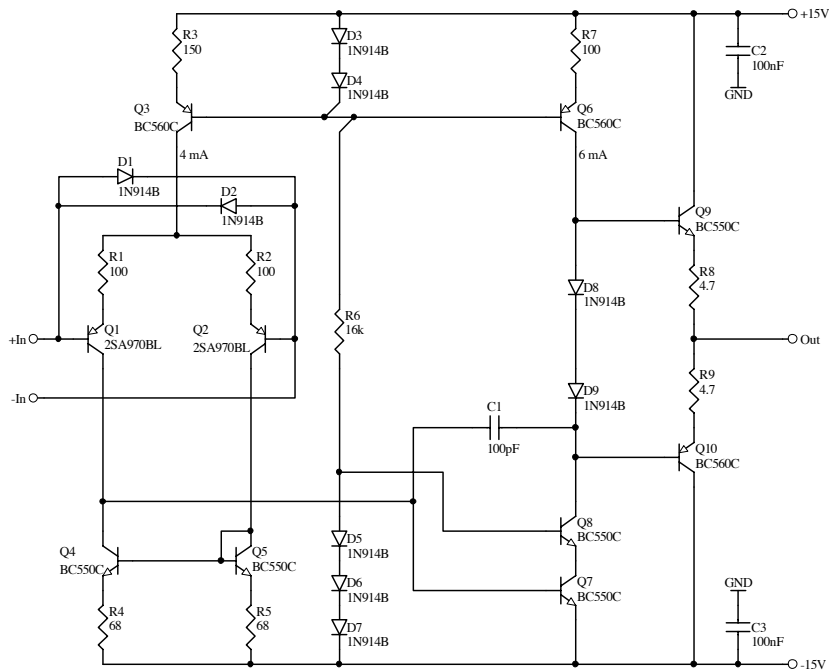 R3
150
D3
1N914B
R7
100
+15V
C2
100nF
D4
1N914B
GND
Q3
BC560C
Q6
BC560C
4 mA
6 mA
D1
1N914B
D2
1N914B
Q9
BC550C
R1
100
R2
100
R8
4.7
D8
1N914B
R6
16k
+In
Q1
2SA970BL
Q2
2SA970BL
Out
R9
4.7
-In
D9
1N914B
C1
100pF
Q10
BC560C
Q8
BC550C
Q4
BC550C
Q5
BC550C
D5
1N914B
D6
1N914B
Q7
BC550C
GND
R4
68
R5
68
D7
1N914B
C3
100nF
-15V